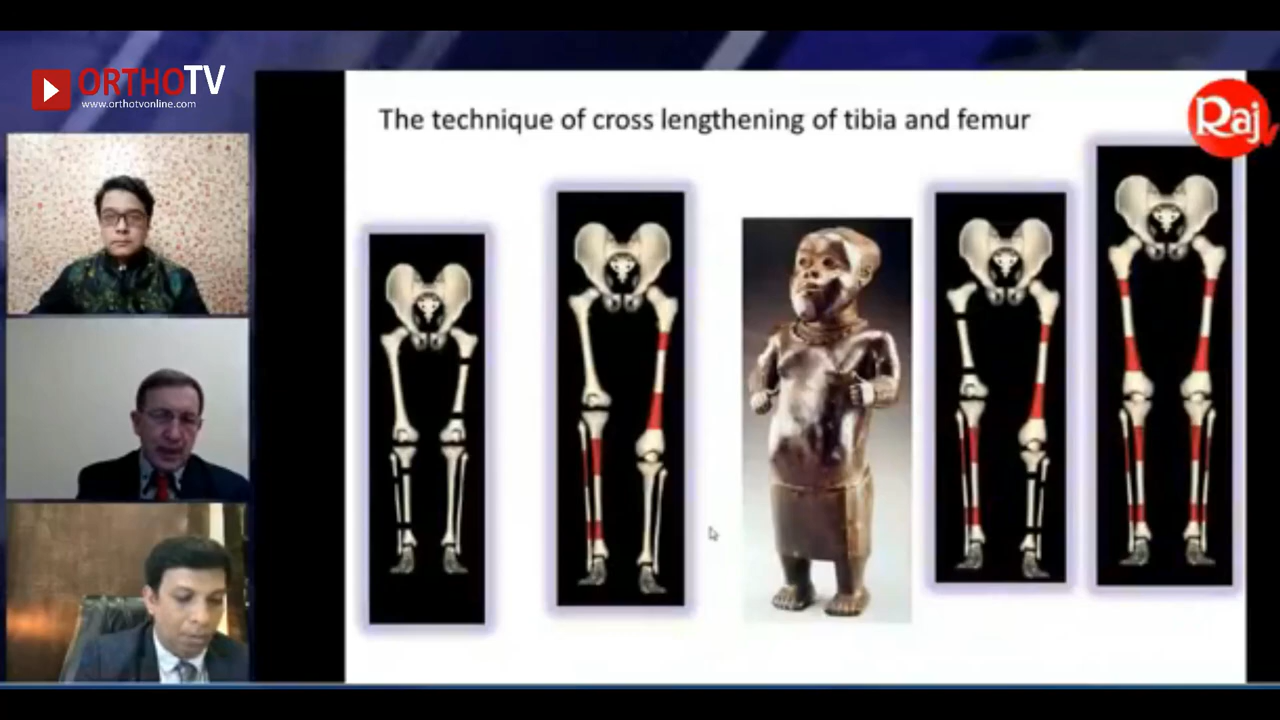 ORTHOTV
www.orthotvonline.com
The technique of cross lengthening of tibia and femur
Raj